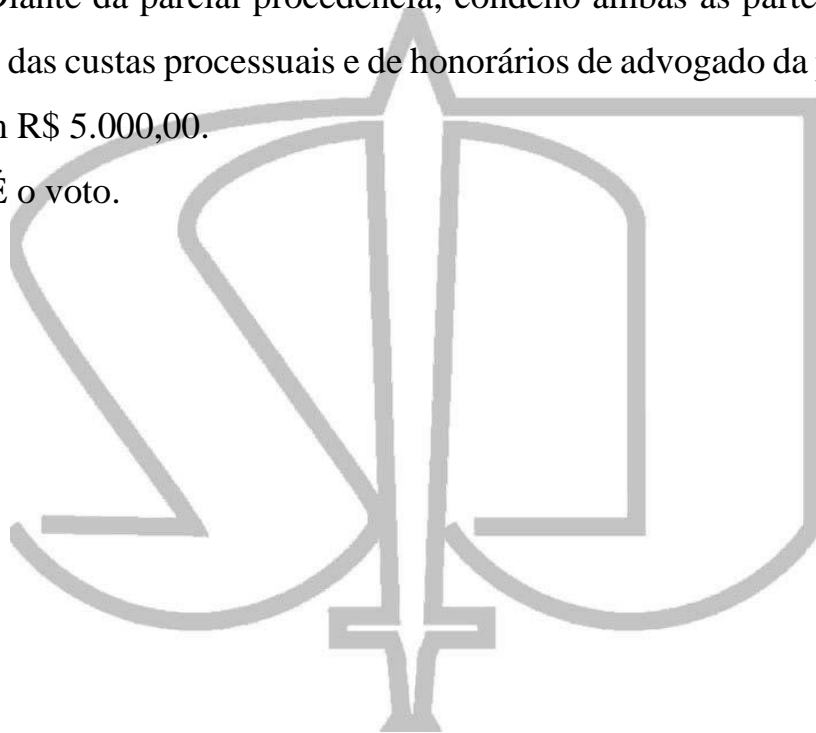 Diante da parcial procedência, condeno ambas as parte
das custas processuais e de honorários de advogado da
R$ 5.000,00.
É o voto.